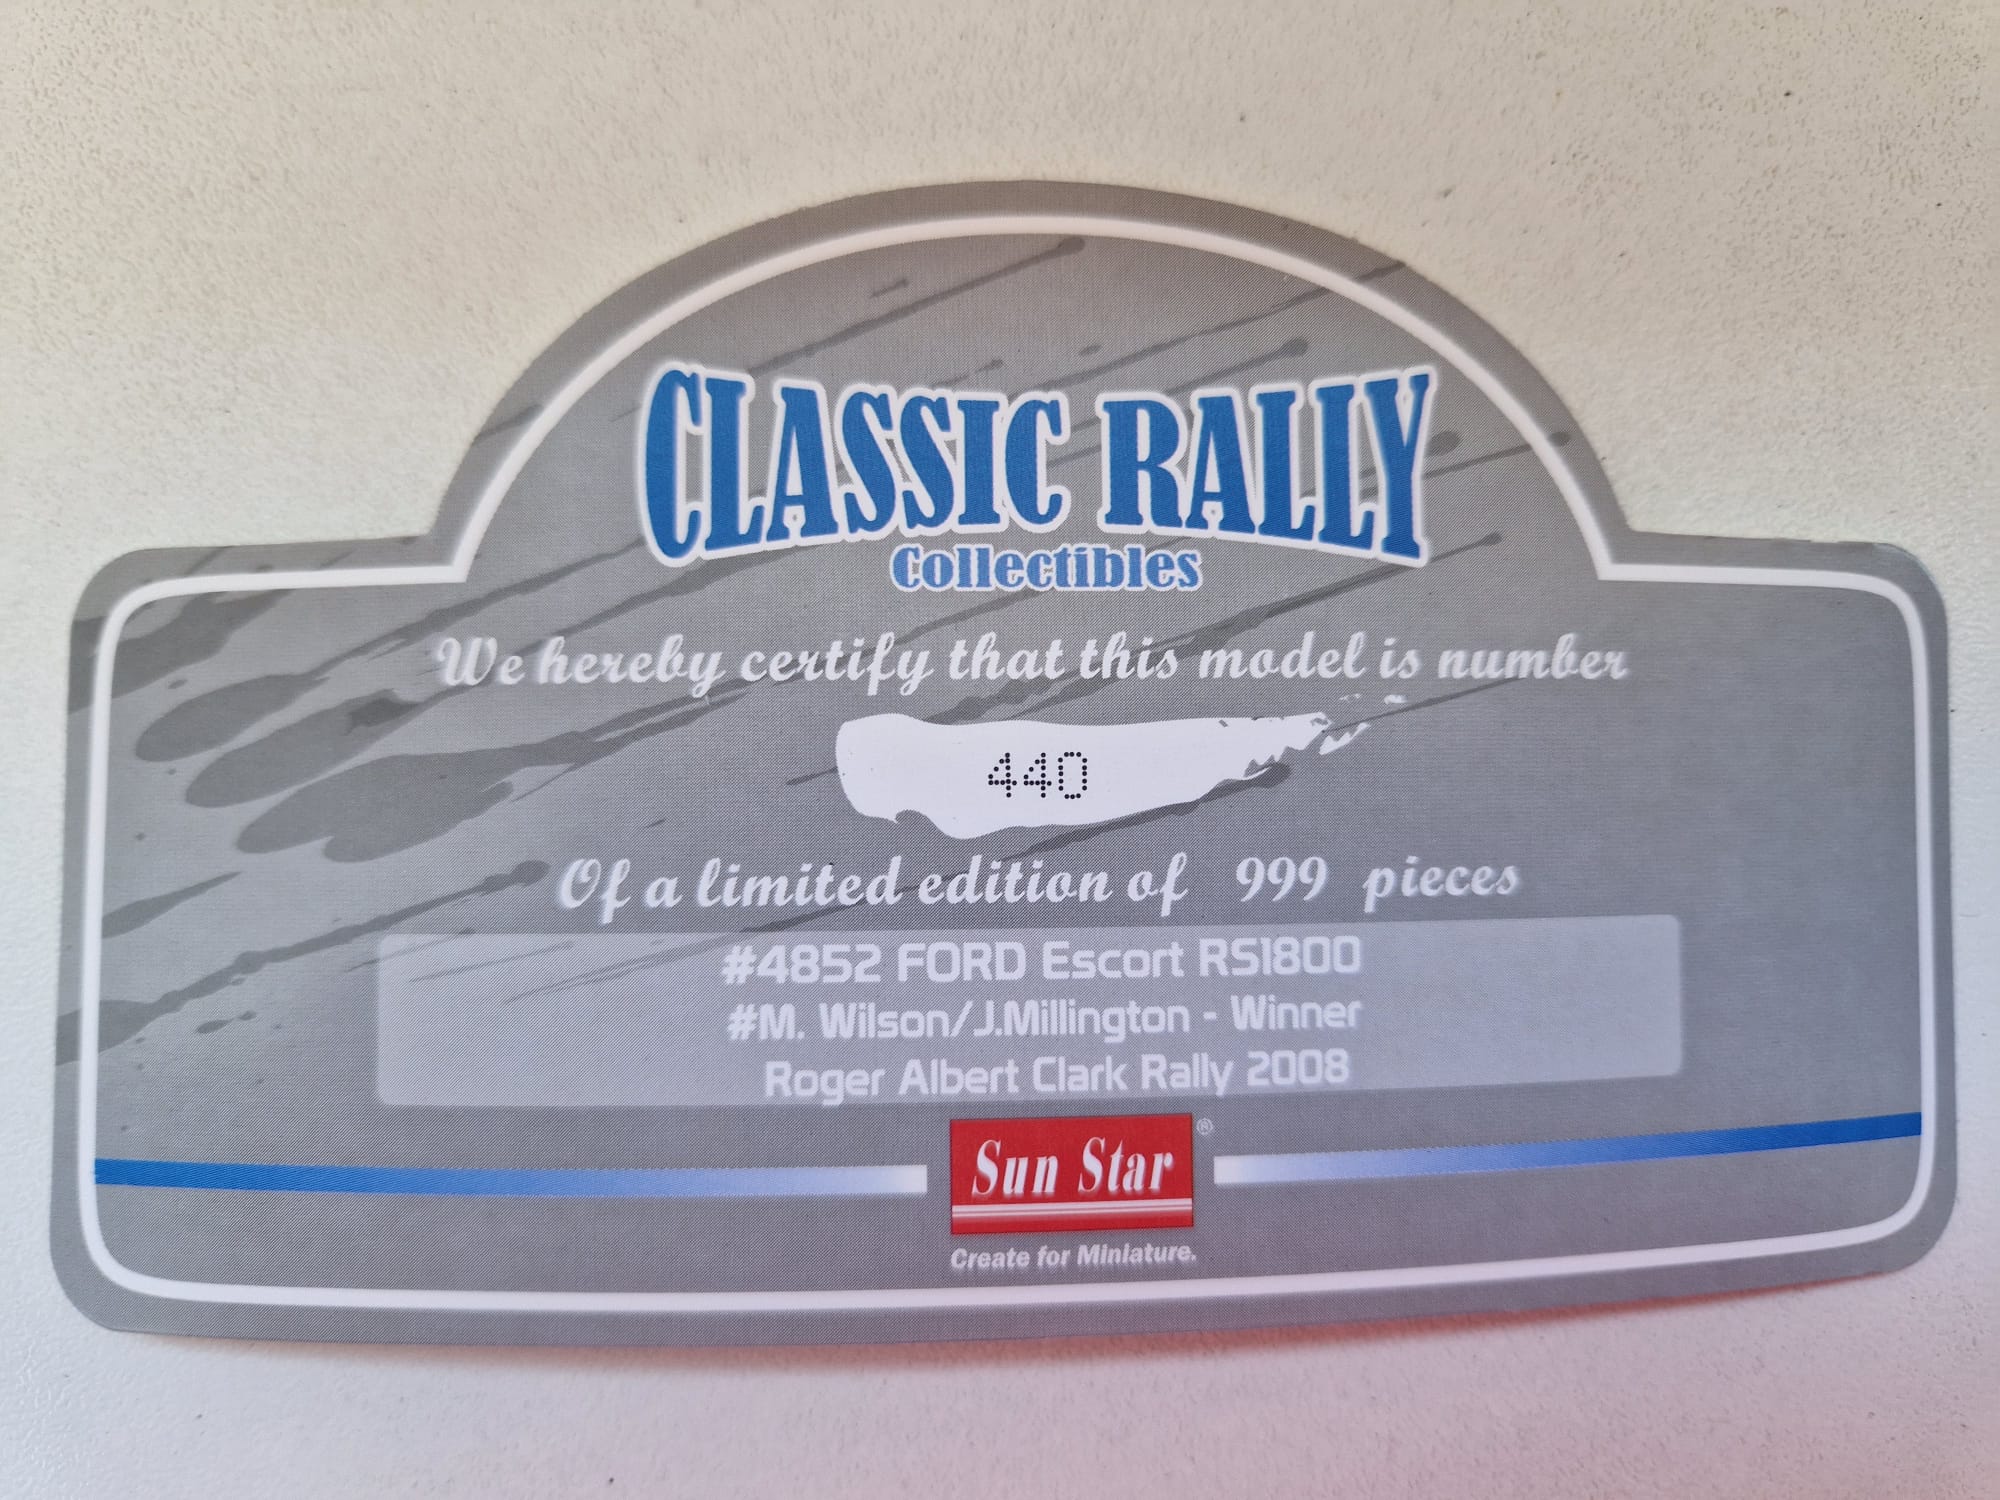 CLASSIC RALLY
Collectibles
We hereby certify that this model is number
440
Of a limited edition of 999 pieces
#4852 FORD Escort RS1800
#M. Wilson/J.Millington - Winner
Roger Albert Clark Rally 2008
Sun Star ®
Create for Miniature.